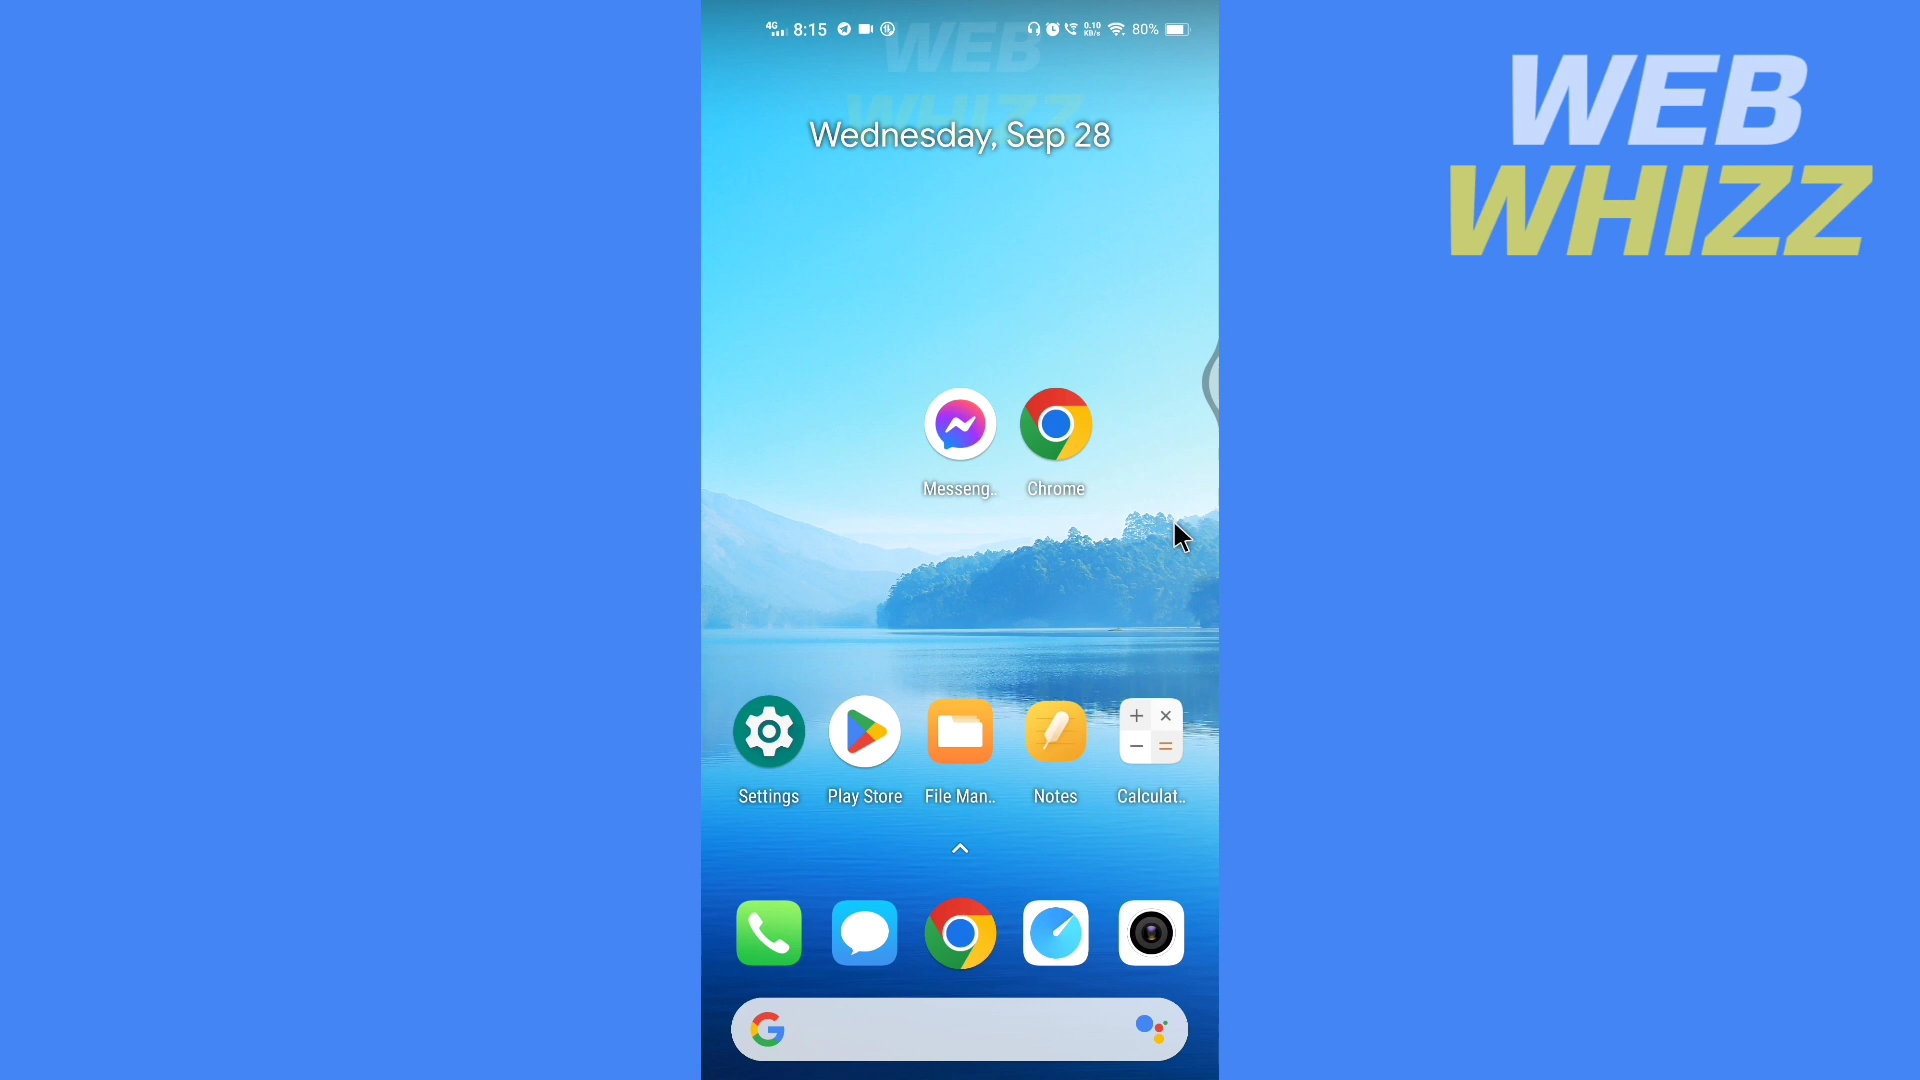 4G 8:15 0.10 KB/s 80%
WEB
WHIZZ
WEB
WHIZZ
Wednesday, Sep 28
Messeng..
Chrome
Settings
Play Store
File Man..
Notes
Calculat..